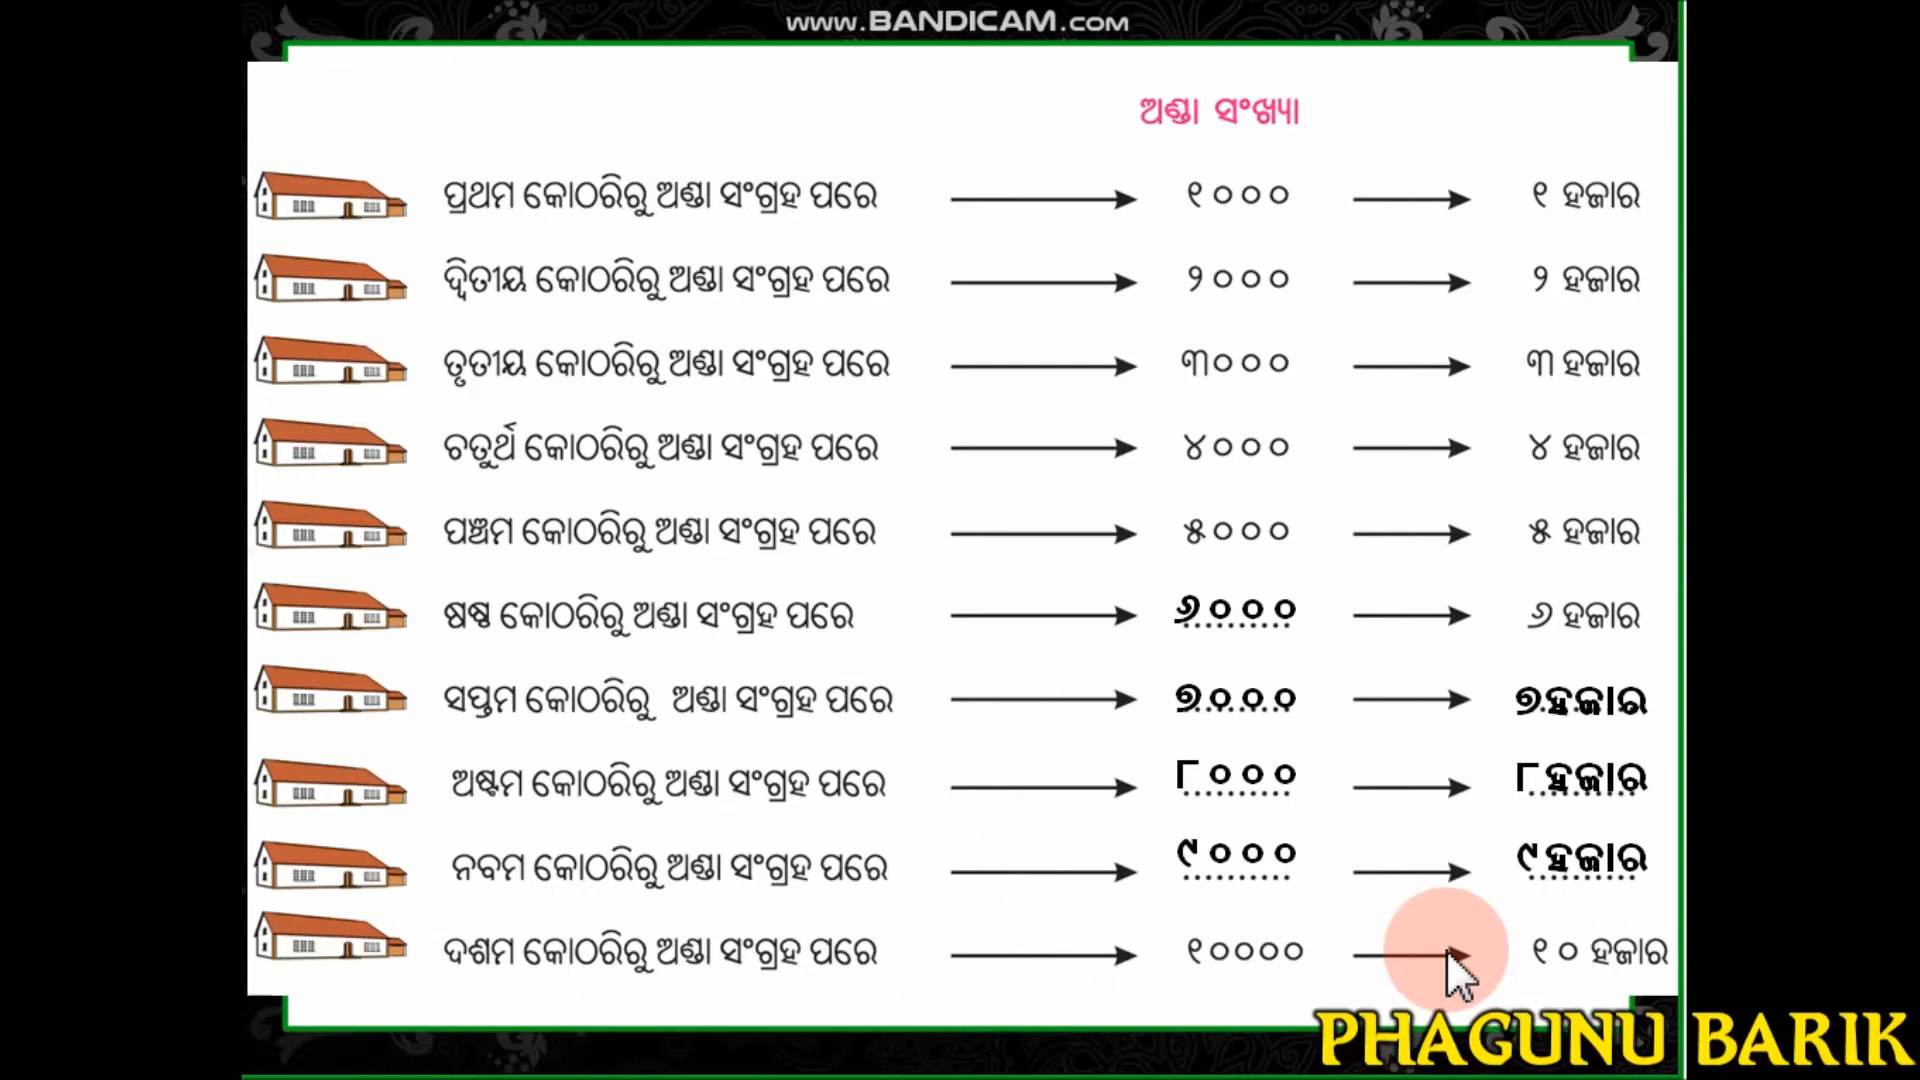 www.BANDICAM.COM
ଅଣ୍ଡା ସଂଖ୍ୟା
ପ୍ରଥମ କୋଠରିରୁ ଅଣ୍ଡା ସଂଗ୍ରହ ପରେ ୧୦୦୦ ୧ ହଜାର
ଦ୍ୱିତୀୟ କୋଠରିରୁ ଅଣ୍ଡା ସଂଗ୍ରହ ପରେ ୨୦୦୦ ୨ ହଜାର
ତୃତୀୟ କୋଠରିରୁ ଅଣ୍ଡା ସଂଗ୍ରହ ପରେ ୩୦୦୦ ୩ ହଜାର
ଚତୁର୍ଥ କୋଠରିରୁ ଅଣ୍ଡା ସଂଗ୍ରହ ପରେ ୪୦୦୦ ୪ ହଜାର
ପଞ୍ଚମ କୋଠରିରୁ ଅଣ୍ଡା ସଂଗ୍ରହ ପରେ ୫୦୦୦ ୫ ହଜାର
ଷଷ୍ଠ କୋଠରିରୁ ଅଣ୍ଡା ସଂଗ୍ରହ ପରେ ୬୦୦୦ ୬ ହଜାର
ସପ୍ତମ କୋଠରିରୁ ଅଣ୍ଡା ସଂଗ୍ରହ ପରେ ୭୦୦୦ ୭ହଜାର
ଅଷ୍ଟମ କୋଠରିରୁ ଅଣ୍ଡା ସଂଗ୍ରହ ପରେ ୮୦୦୦ ୮ହଜାର
ନବମ କୋଠରିରୁ ଅଣ୍ଡା ସଂଗ୍ରହ ପରେ ୯୦୦୦ ୯ହଜାର
ଦଶମ କୋଠରିରୁ ଅଣ୍ଡା ସଂଗ୍ରହ ପରେ ୧୦୦୦୦ ୧୦ ହଜାର
PHAGUNU BARIK